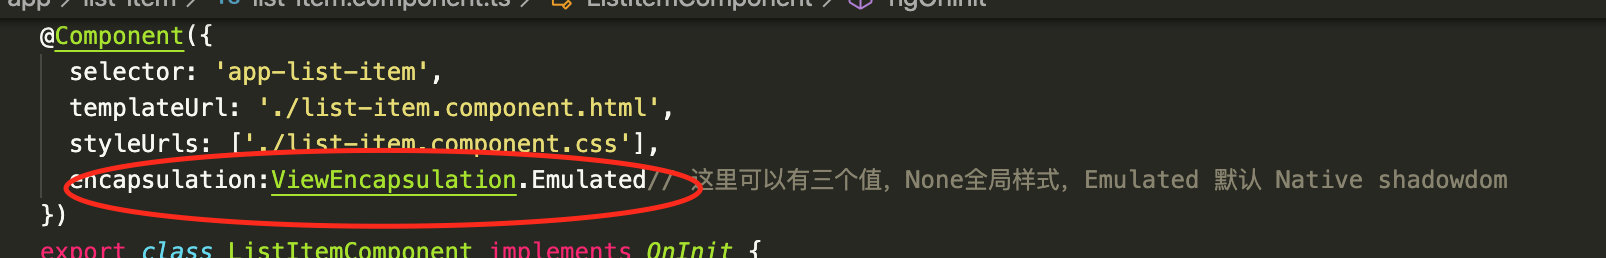 app > list-item > TS list-item.component.ts > ListItemComponent > ngOnInit
@Component({
selector: 'app-list-item',
templateUrl: './list-item.component.html',
styleUrls: ['./list-item.component.css'],
encapsulation:ViewEncapsulation.Emulated// 这里可以有三个值，None全局样式，Emulated 默认 Native shadowdom
})
export class ListItemComponent implements OnInit {